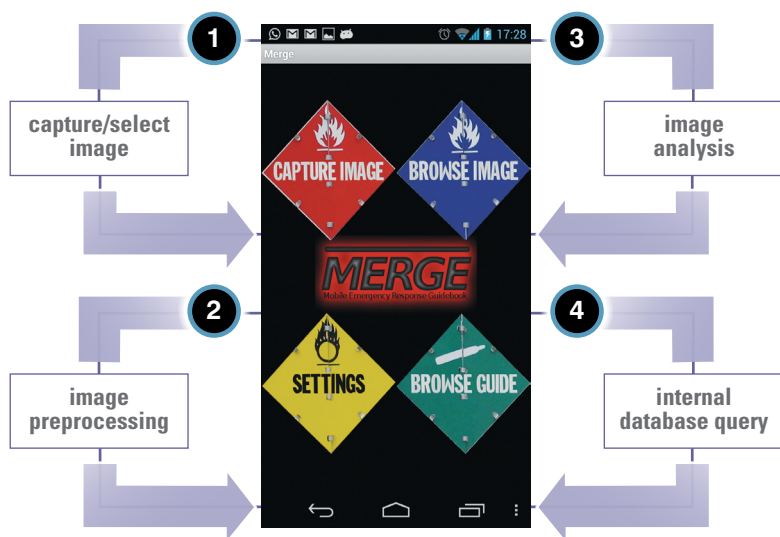 1
3
17:28
Merge
capture/select
image
image
analysis
CAPTURE IMAGE
BROWSE IMAGE
MERGE
Mobile Emergency Response Guidebook
2
4
SETTINGS
BROWSE GUIDE
image
preprocessing
internal
database query